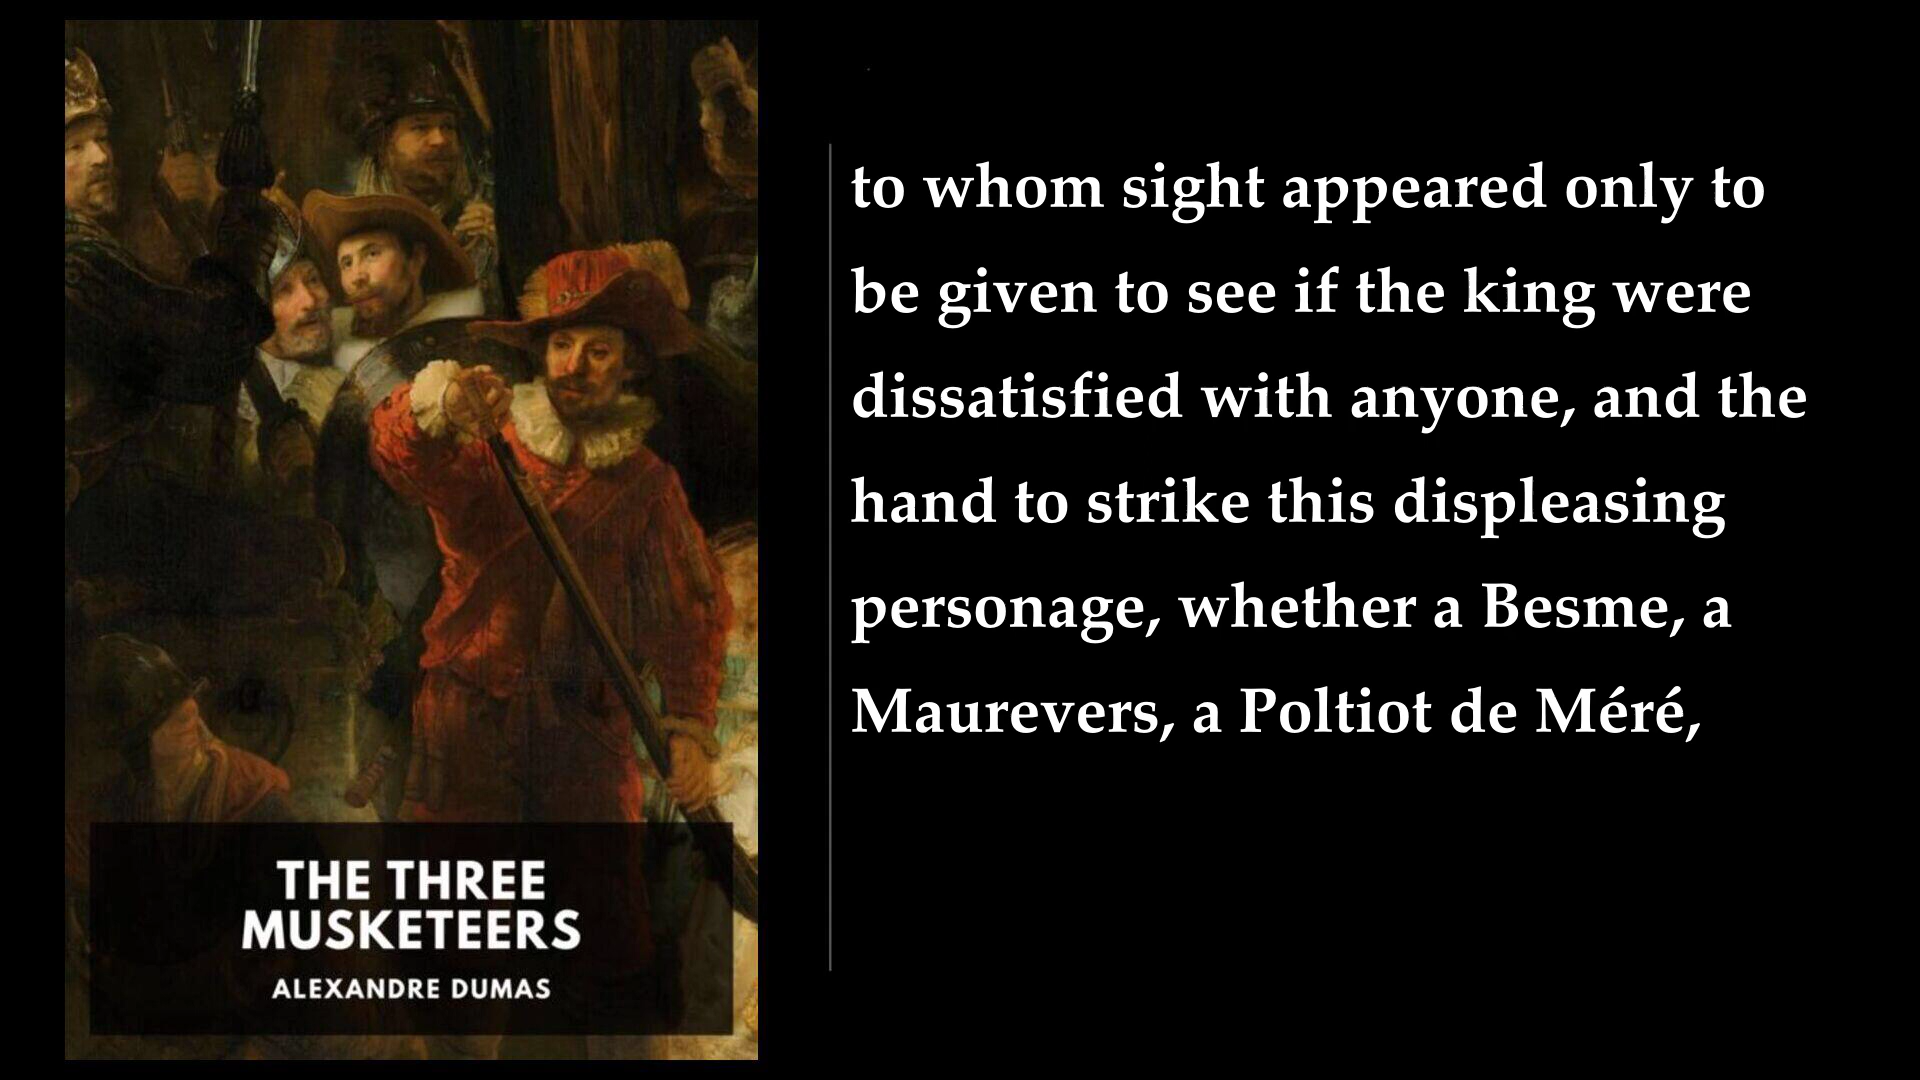 THE THREE
MUSKETEERS
ALEXANDRE DUMAS
to whom sight appeared only to
be given to see if the king were
dissatisfied with anyone, and the
hand to strike this displeasing
personage, whether a Besme, a
Maurevers, a Poltiot de Méré,